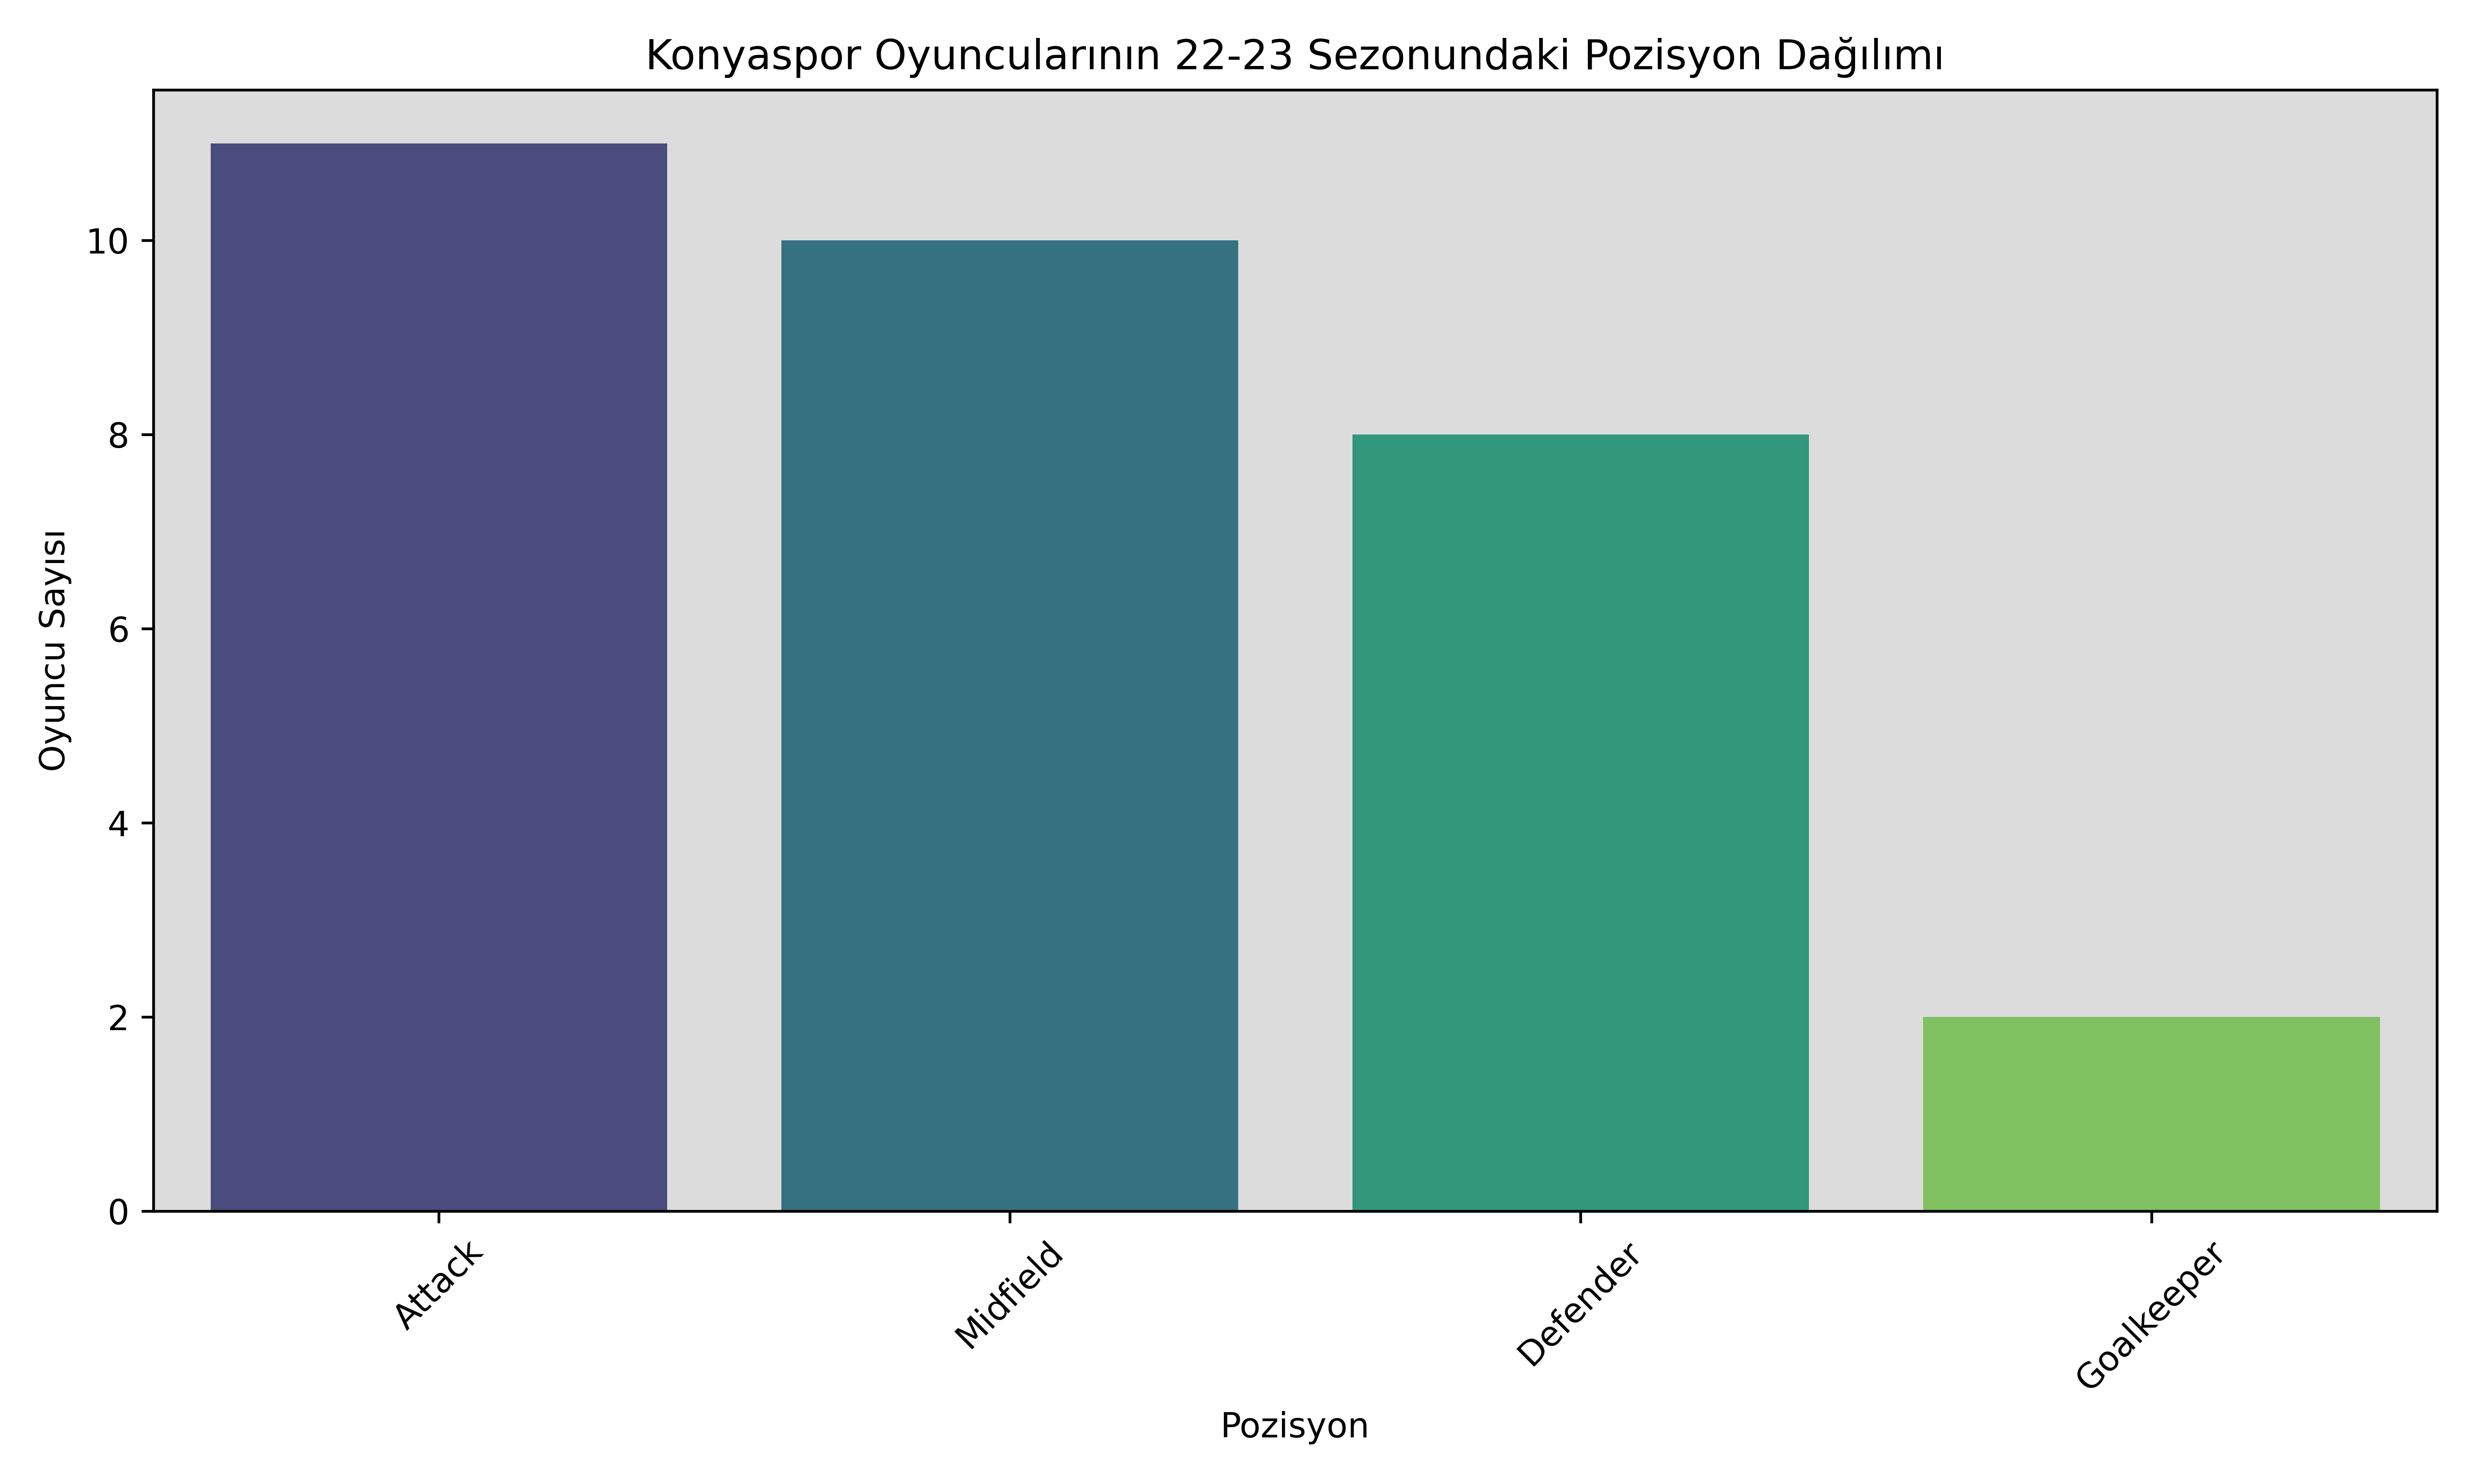 Konyaspor Oyuncularının 22-23 Sezonundaki Pozisyon Dağılımı
Oyuncu Sayısı
10
8
6
4
2
0
Attack
Midfield
Defender
Goalkeeper
Pozisyon